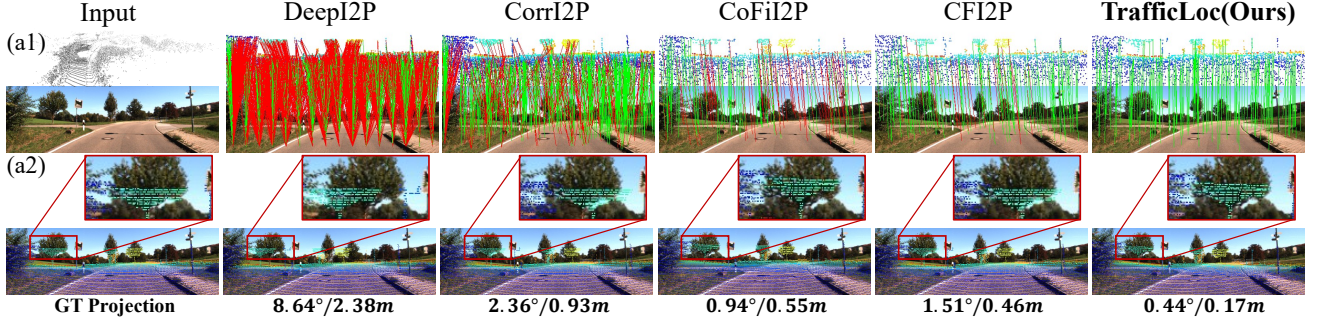 Input DeepI2P CorrI2P CoFiI2P CFI2P TrafficLoc(Ours)
(a1)
(a2)
GT Projection 8.64°/2.38m 2.36°/0.93m 0.94°/0.55m 1.51°/0.46m 0.44°/0.17m